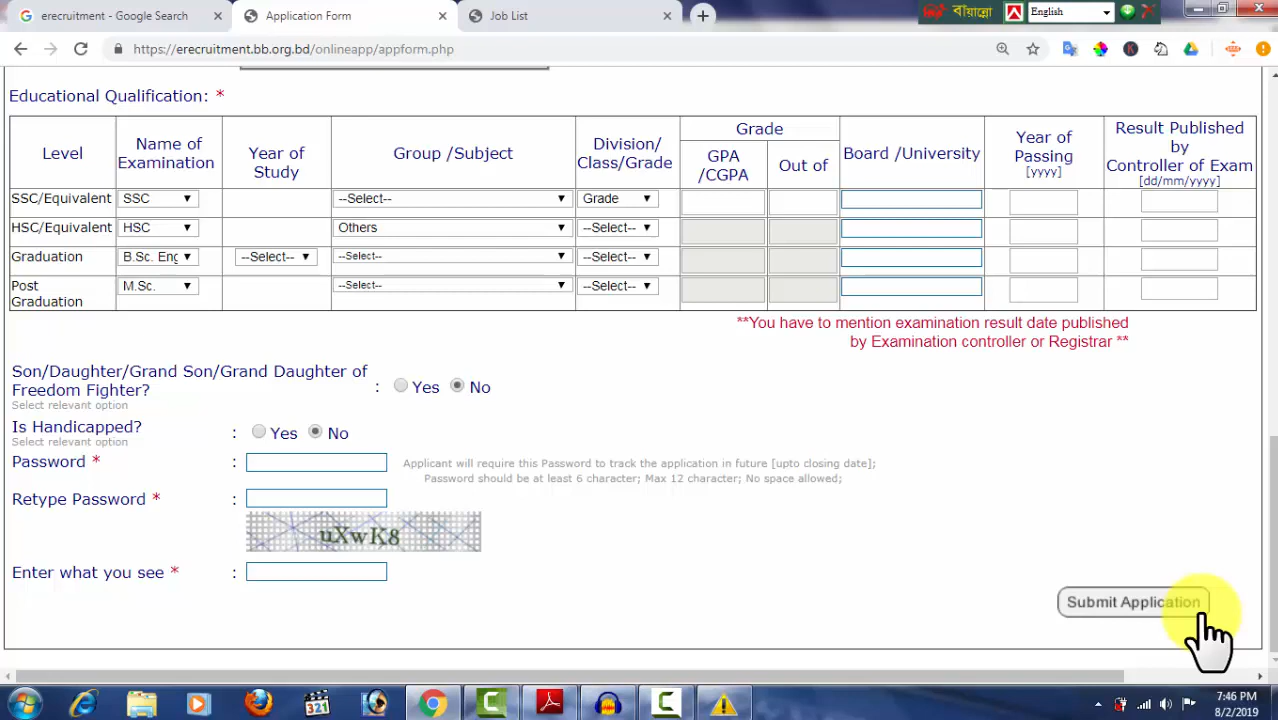 erecruitment - Google Search
Application Form
Job List
বায়ান্নো
English
https://erecruitment.bb.org.bd/onlineapp/appform.php
Educational Qualification: *
Level
Name of Examination
Year of Study
Group /Subject
Division/ Class/Grade
Grade
GPA /CGPA
Out of
Board /University
Year of Passing [yyyy]
Result Published by Controller of Exam [dd/mm/yyyy]
SSC/Equivalent SSC --Select-- Grade
HSC/Equivalent HSC Others --Select--
Graduation B.Sc. Eng --Select-- --Select-- --Select--
Post Graduation M.Sc. --Select-- --Select--
**You have to mention examination result date published
by Examination controller or Registrar **
Son/Daughter/Grand Son/Grand Daughter of
Freedom Fighter? : Yes No
Select relevant option
Is Handicapped? : Yes No
Select relevant option
Password * : Applicant will require this Password to track the application in future [upto closing date];
Password should be at least 6 character; Max 12 character; No space allowed;
Retype Password * :
uXwK8
Enter what you see * :
Submit Application
321
7:46 PM
8/2/2019